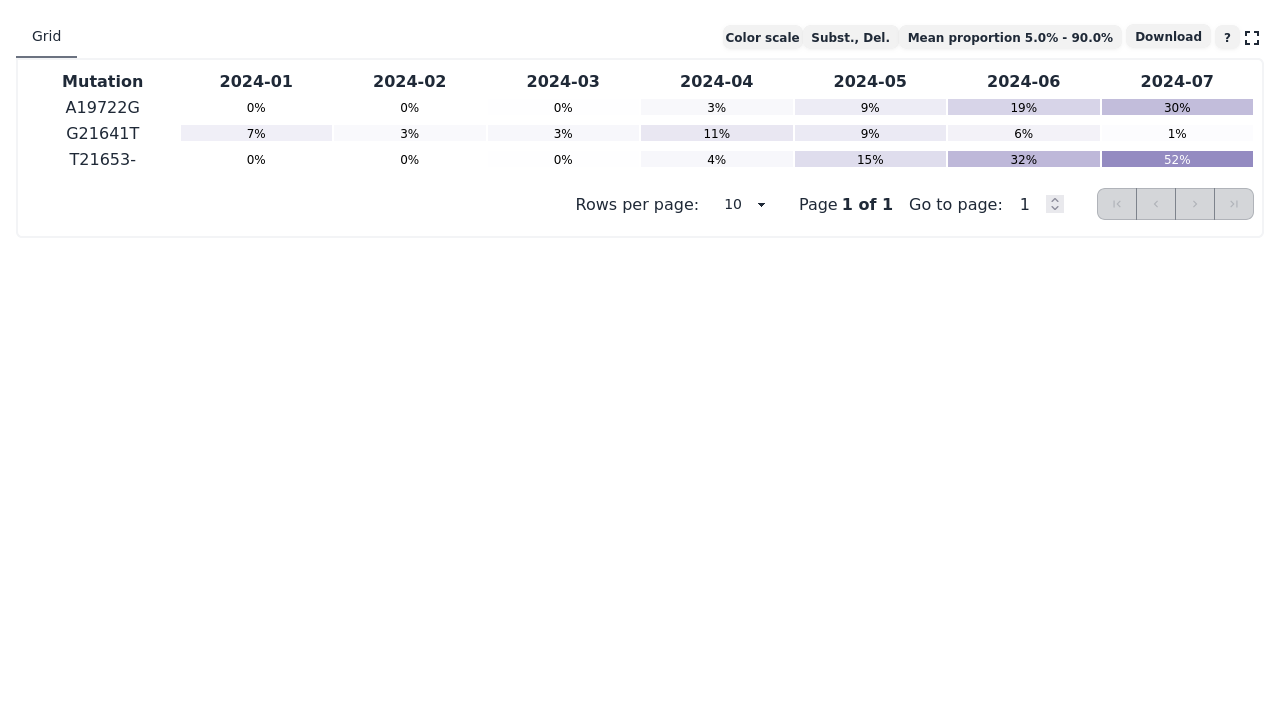 Grid
Color scale Subst., Del. Mean proportion 5.0% - 90.0% Download ?
Mutation 2024-01 2024-02 2024-03 2024-04 2024-05 2024-06 2024-07
A19722G 0% 0% 0% 3% 9% 19% 30%
G21641T 7% 3% 3% 11% 9% 6% 1%
T21653- 0% 0% 0% 4% 15% 32% 52%
Rows per page: 10 Page 1 of 1 Go to page: 1